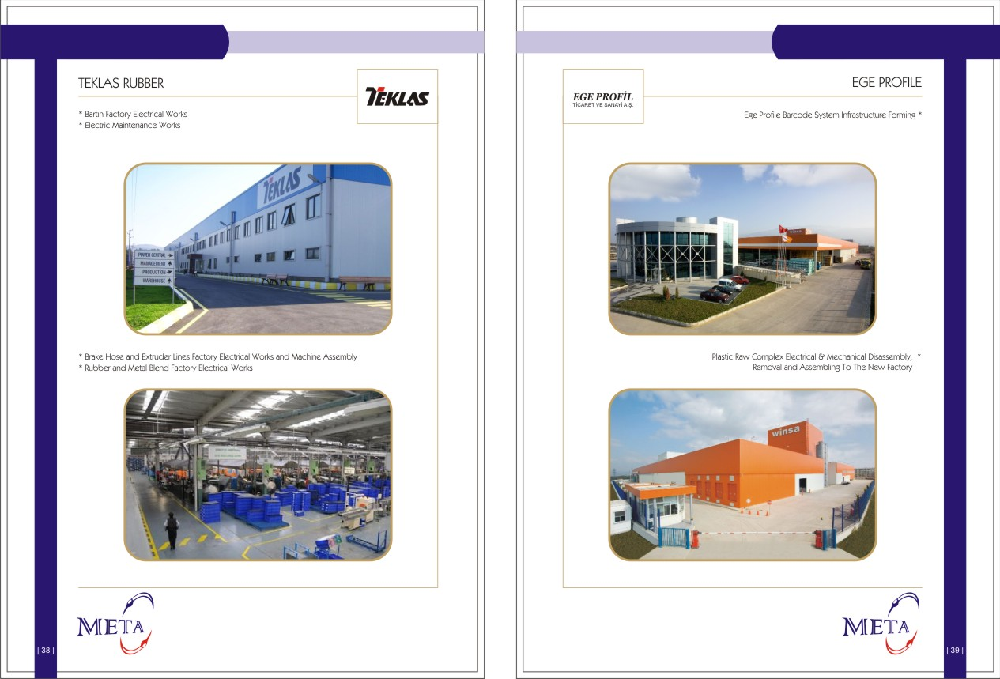 TEKLAS RUBBER
TEKLAS
* Bartın Factory Electrical Works
* Electric Maintenance Works
TEKLAS
POWER CENTRAL
MANAGEMENT
PRODUCTION
WAREHOUSE
* Brake Hose and Extruder Lines Factory Electrical Works and Machine Assembly
* Rubber and Metal Blend Factory Electrical Works
META
| 38 |
EGE PROFİL
TİCARET VE SANAYİ A.Ş.
EGE PROFILE
Ege Profile Barcode System Infrastructure Forming *
Plastic Raw Complex Electrical & Mechanical Disassembly, *
Removal and Assembling To The New Factory
winsa
META
| 39 |